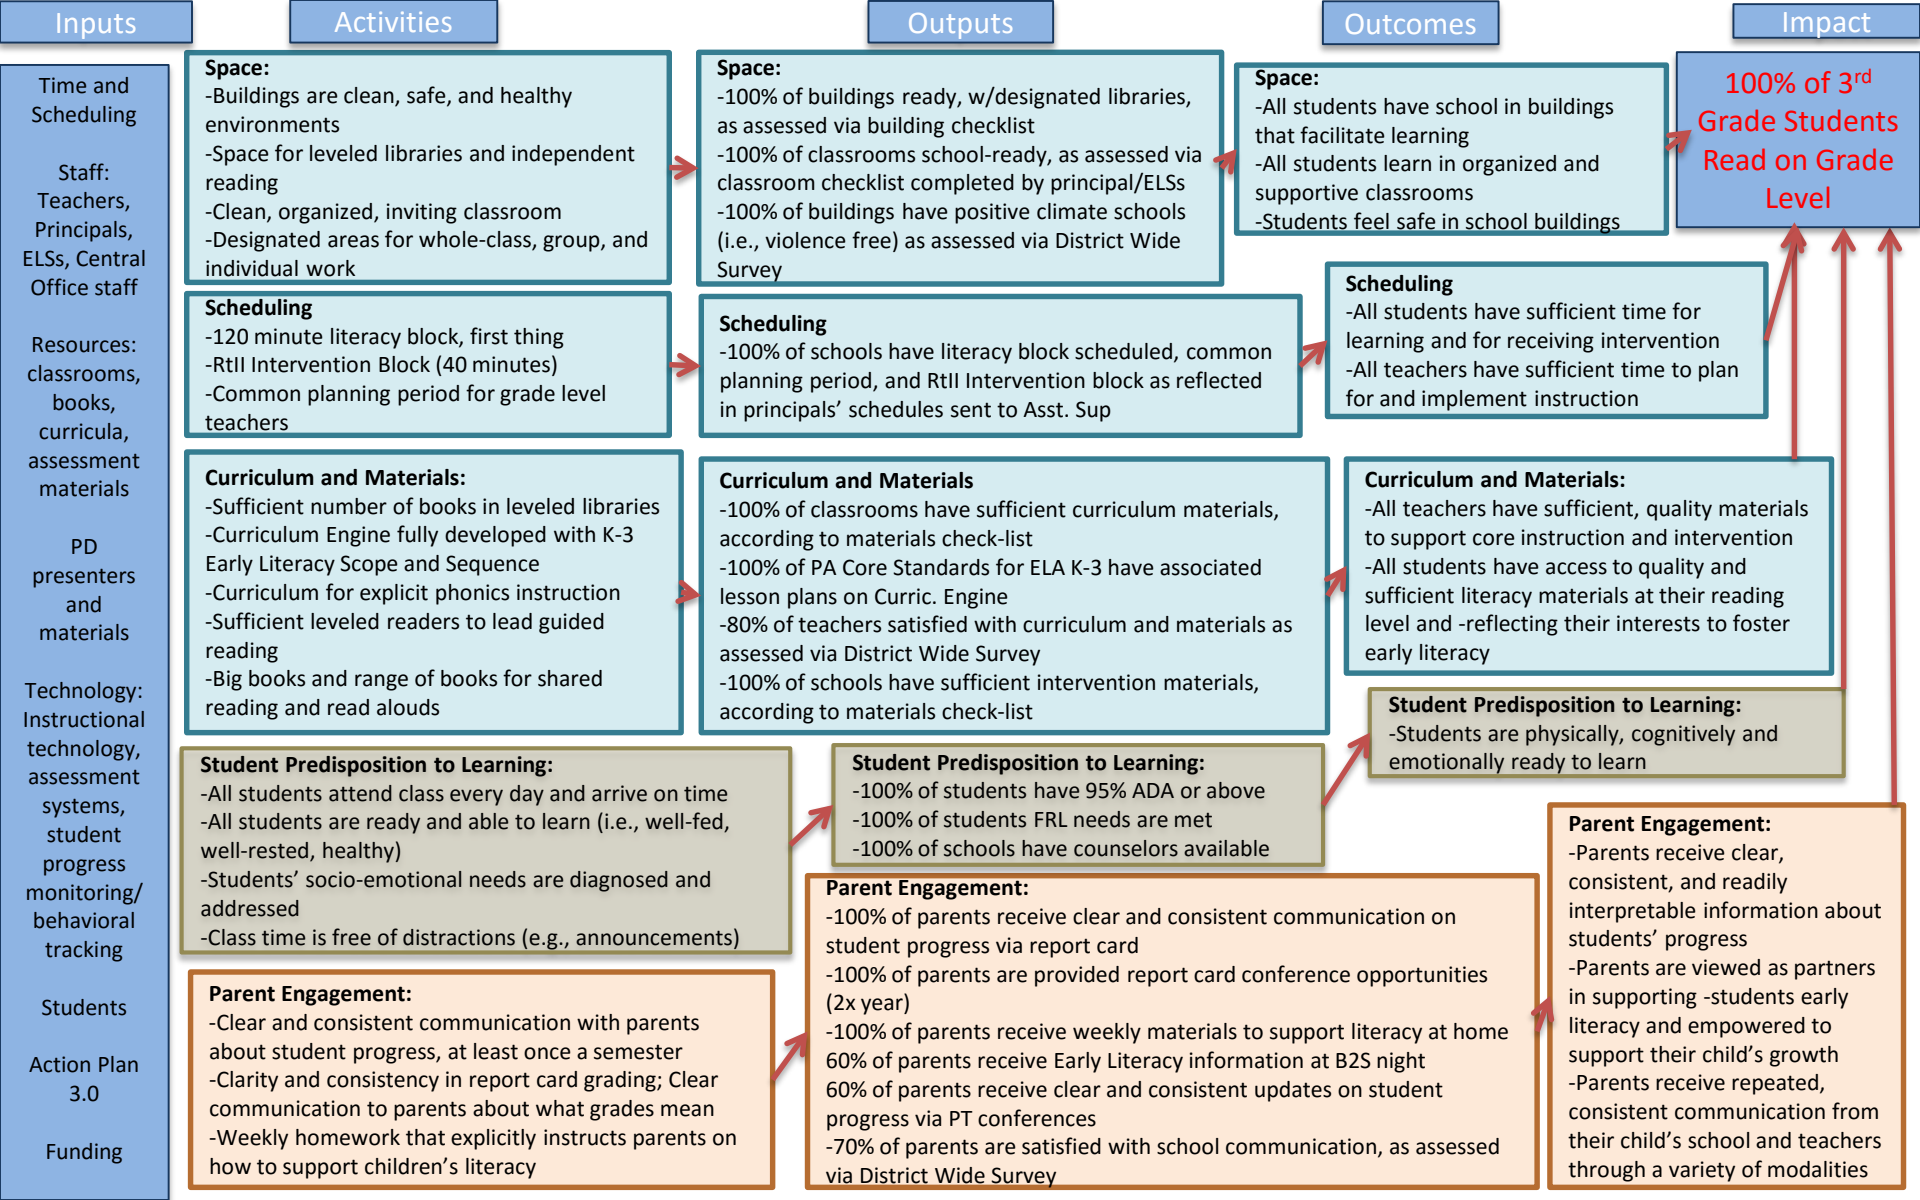 Inputs
Activities
Outputs
Outcomes
Impact
Time and
Scheduling
Staff:
Teachers,
Principals,
ELSs, Central
Office staff
Resources:
classrooms,
books,
curricula,
assessment
materials
PD
presenters
and
materials
Technology:
Instructional
technology,
assessment
systems,
student
progress
monitoring/
behavioral
tracking
Students
Action Plan
3.0
Funding
Space:
-Buildings are clean, safe, and healthy
environments
-Space for leveled libraries and independent
reading
-Clean, organized, inviting classroom
-Designated areas for whole-class, group, and
individual work
Space:
-100% of buildings ready, w/designated libraries,
as assessed via building checklist
-100% of classrooms school-ready, as assessed via
classroom checklist completed by principal/ELSs
-100% of buildings have positive climate schools
(i.e., violence free) as assessed via District Wide
Survey
Space:
-All students have school in buildings
that facilitate learning
-All students learn in organized and
supportive classrooms
-Students feel safe in school buildings
100% of 3rd
Grade Students
Read on Grade
Level
Scheduling
-120 minute literacy block, first thing
-RtII Intervention Block (40 minutes)
-Common planning period for grade level
teachers
Scheduling
-100% of schools have literacy block scheduled, common
planning period, and RtII Intervention block as reflected
in principals’ schedules sent to Asst. Sup
Scheduling
-All students have sufficient time for
learning and for receiving intervention
-All teachers have sufficient time to plan
for and implement instruction
Curriculum and Materials:
-Sufficient number of books in leveled libraries
-Curriculum Engine fully developed with K-3
Early Literacy Scope and Sequence
-Curriculum for explicit phonics instruction
-Sufficient leveled readers to lead guided
reading
-Big books and range of books for shared
reading and read alouds
Curriculum and Materials
-100% of classrooms have sufficient curriculum materials,
according to materials check-list
-100% of PA Core Standards for ELA K-3 have associated
lesson plans on Curric. Engine
-80% of teachers satisfied with curriculum and materials as
assessed via District Wide Survey
-100% of schools have sufficient intervention materials,
according to materials check-list
Curriculum and Materials:
-All teachers have sufficient, quality materials
to support core instruction and intervention
-All students have access to quality and
sufficient literacy materials at their reading
level and -reflecting their interests to foster
early literacy
Student Predisposition to Learning:
-All students attend class every day and arrive on time
-All students are ready and able to learn (i.e., well-fed,
well-rested, healthy)
-Students’ socio-emotional needs are diagnosed and
addressed
-Class time is free of distractions (e.g., announcements)
Student Predisposition to Learning:
-100% of students have 95% ADA or above
-100% of students FRL needs are met
-100% of schools have counselors available
Student Predisposition to Learning:
-Students are physically, cognitively and
emotionally ready to learn
Parent Engagement:
-Clear and consistent communication with parents
about student progress, at least once a semester
-Clarity and consistency in report card grading; Clear
communication to parents about what grades mean
-Weekly homework that explicitly instructs parents on
how to support children’s literacy
Parent Engagement:
-100% of parents receive clear and consistent communication on
student progress via report card
-100% of parents are provided report card conference opportunities
(2x year)
-100% of parents receive weekly materials to support literacy at home
60% of parents receive Early Literacy information at B2S night
60% of parents receive clear and consistent updates on student
progress via PT conferences
-70% of parents are satisfied with school communication, as assessed
via District Wide Survey
Parent Engagement:
-Parents receive clear,
consistent, and readily
interpretable information about
students’ progress
-Parents are viewed as partners
in supporting -students early
literacy and empowered to
support their child’s growth
-Parents receive repeated,
consistent communication from
their child’s school and teachers
through a variety of modalities